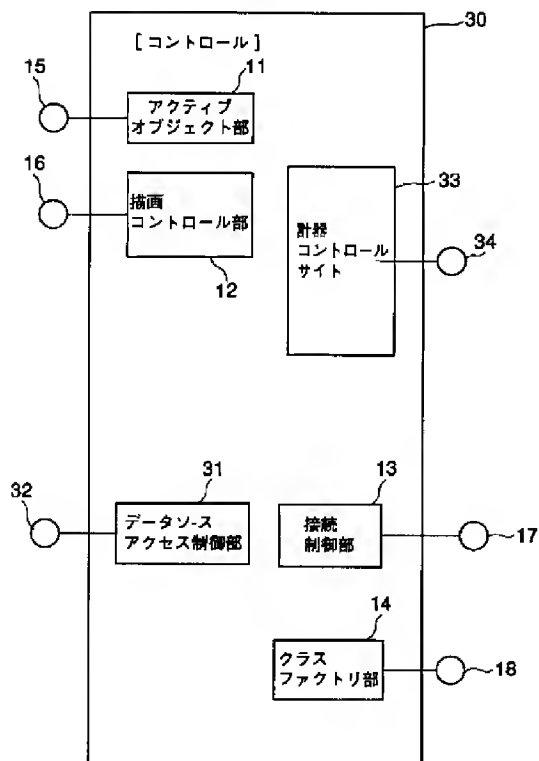 30
[コントロール]
15
11
アクティブ
オブジェクト部
16
33
描画
コントロール部
計器
コントロール
サイト
34
12
31
13
32
データソ-ス
アクセス制御部
接続
制御部
17
14
クラス
ファクトリ部
18